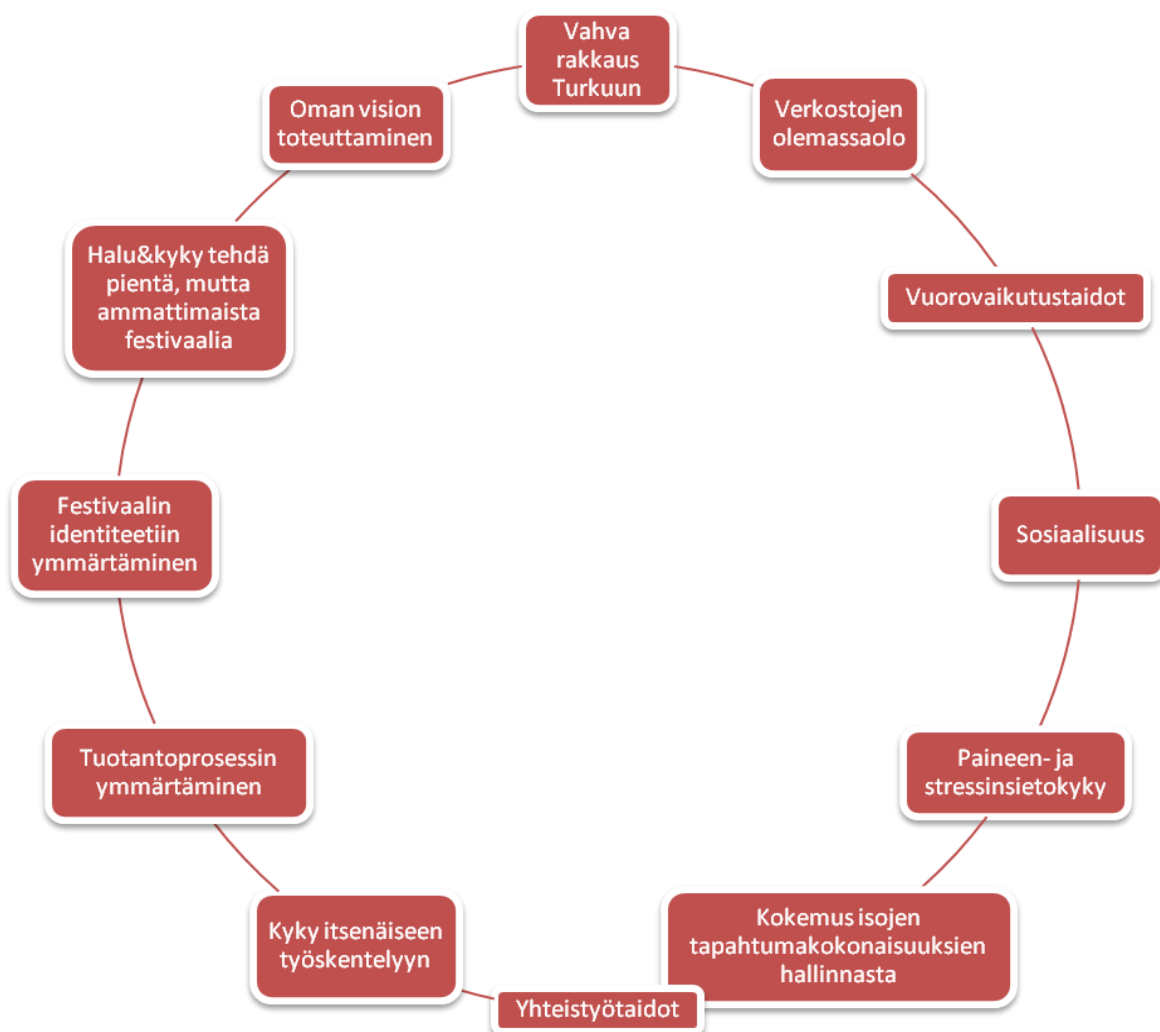 Vahva
rakkaus
Turkuun
Verkostojen
olemassaolo
Vuorovaikutustaidot
Sosiaalisuus
Paineen- ja
stressinsietokyky
Kokemus isojen
tapahtumakokonaisuuksien
hallinnasta
Yhteistyötaidot
Kyky itsenäiseen
työskentelyyn
Tuotantoprosessin
ymmärtäminen
Festivaalin
identiteetiin
ymmärtäminen
Halu&kyky tehdä
pientä, mutta
ammattimaista
festivaalia
Oman vision
toteuttaminen